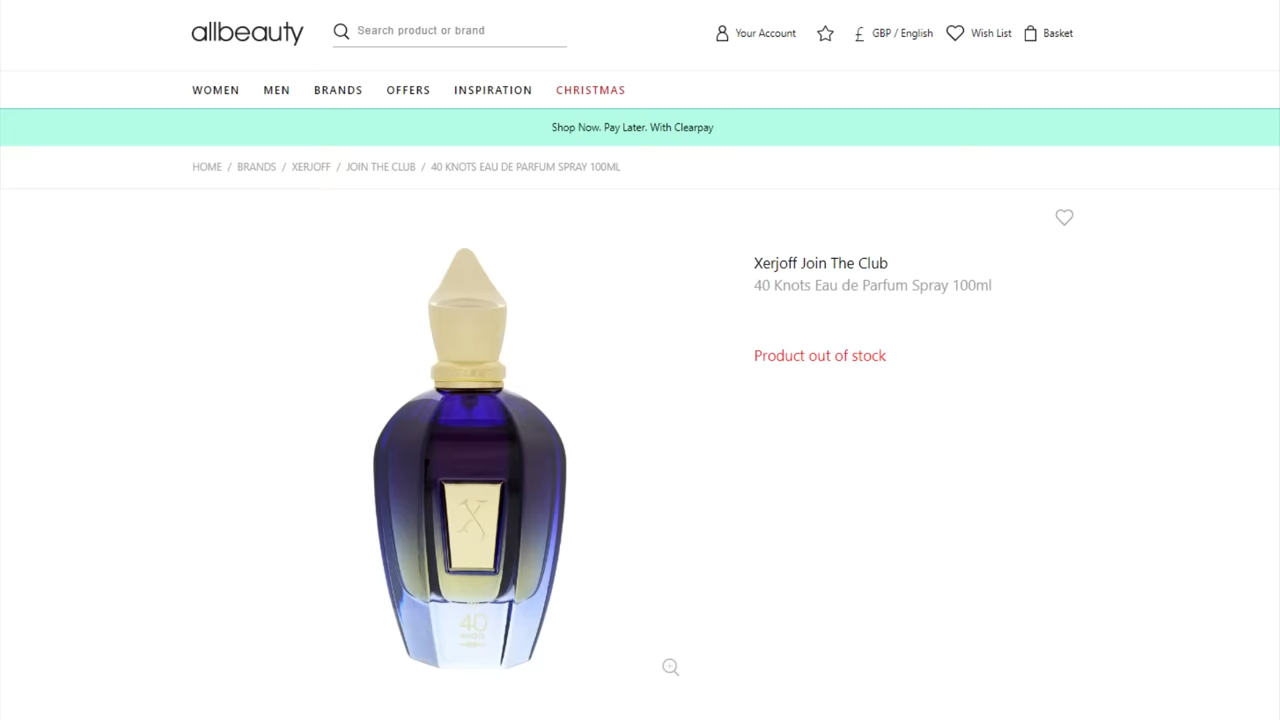 allbeauty
Search product or brand
Your Account
£ GBP / English
Wish List
Basket
WOMEN MEN BRANDS OFFERS INSPIRATION CHRISTMAS
Shop Now. Pay Later. With Clearpay
HOME / BRANDS / XERJOFF / JOIN THE CLUB / 40 KNOTS EAU DE PARFUM SPRAY 100ML
Xerjoff Join The Club
40 Knots Eau de Parfum Spray 100ml
Product out of stock
X
40